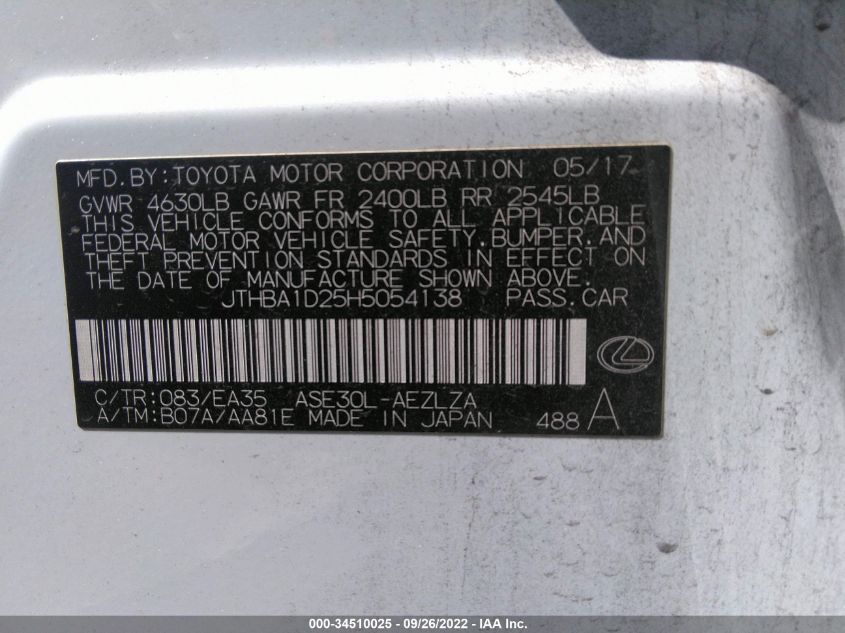 MFD.BY:TOYOTA MOTOR CORPORATION 05/17
GVWR 4630LB GAWR FR 2400LB RR 2545LB
THIS VEHICLE CONFORMS TO ALL APPLICABLE
FEDERAL MOTOR VEHICLE SAFETY,BUMPER,AND
THEFT PREVENTION STANDARDS IN EFFECT ON
THE DATE OF MANUFACTURE SHOWN ABOVE.
JTHBA1D25H5054138 PASS.CAR
C/TR:083/EA35 ASE30L-AEZLZA
A/TM:B07A/AA81E MADE IN JAPAN 488 A
000-34510025 - 09/26/2022 - IAA Inc.